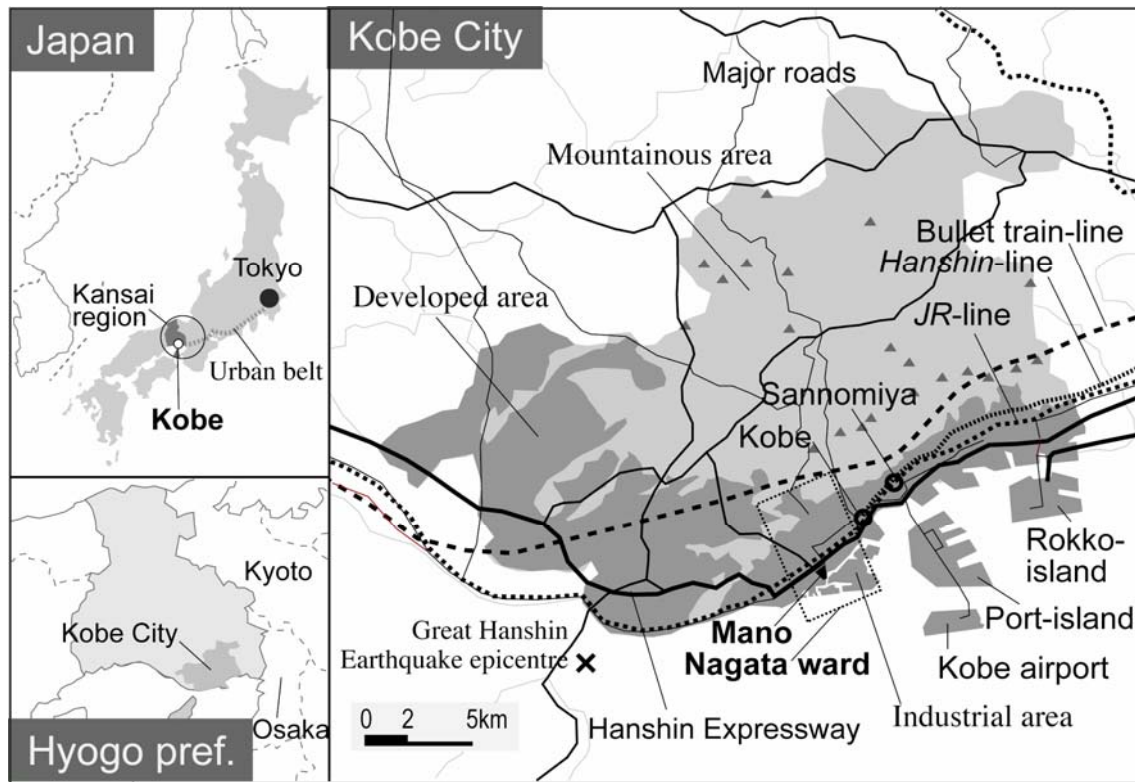 Japan
Tokyo
Kansai
region
Urban belt
Kobe
Kyoto
Kobe City
Osaka
Hyogo pref.
Kobe City
Major roads
Mountainous area
Bullet train-line
Hanshin-line
Developed area
JR-line
Sannomiya
Kobe
Rokko-
island
Port-island
Mano
Great Hanshin
Earthquake epicentre
Nagata ward
Kobe airport
Industrial area
0 2 5km
Hanshin Expressway